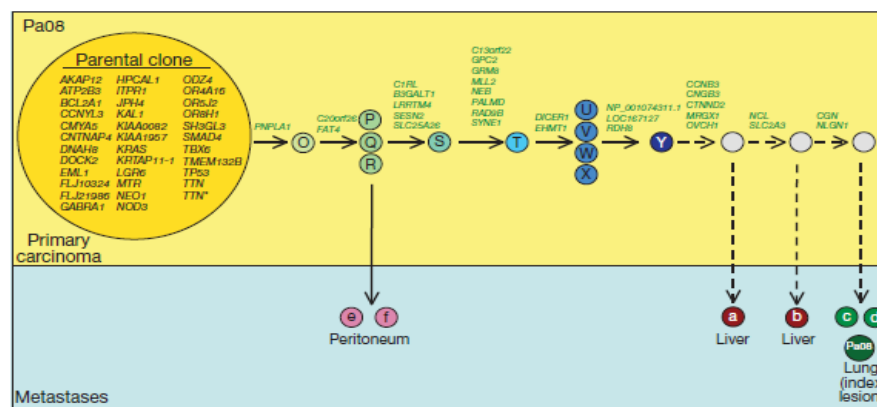 Pa08
Parental clone
AKAP12 HPCAL1 ODZ4
ATP2B3 ITPR1 OR4A16
BCL2A1 JPH4 OR5J2
CCNYL3 KAL1 OR8H1
CMYA5 KIAA0082 SH3GL3
CNTNAP4 KIAA1957 SMAD4
DNAH8 KRAS TBX6
DOCK2 KRTAP11-1 TMEM132B
EML1 LGR6 TP53
FLJ10324 MTR TTN
FLJ21986 NEO1 TTN*
GABRA1 NOD3
PNPLA1
O
C20orf26
FAT4
P
Q
R
C1RL
B3GALT1
LRRTM4
SESN2
SLC25A26
S
C13orf22
GPC2
GRM8
MLL2
NEB
PALMD
RAD9B
SYNE1
T
DICER1
EHMT1
U
V
W
X
NP_001074311.1
LOC167127
RDH8
Y
CCNB3
CNGB3
CTNND2
MRGX1
OVCH1
NCL
SLC2A3
CGN
NLGN1
Primary
carcinoma
e f
Peritoneum
a
Liver
b
Liver
c d
Pa08
Lung
(index
lesion
Metastases